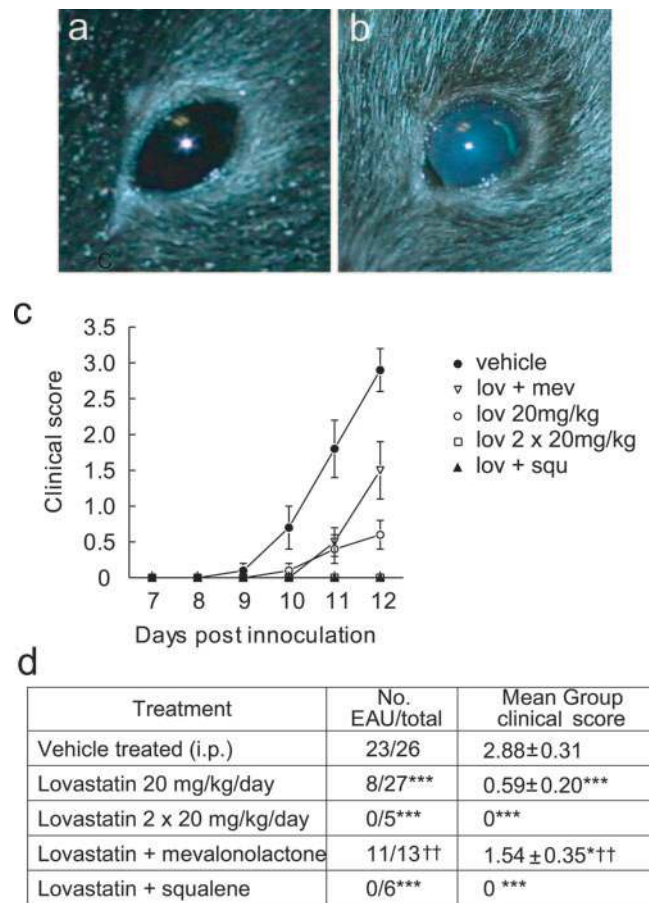 a
b
C
c
3.5
3.0
2.5
2.0
1.5
1.0
0.5
0
Clinical score
7 8 9 10 11 12
Days post innoculation
vehicle
lov + mev
lov 20mg/kg
lov 2 x 20mg/kg
lov + squ
d
Treatment No. EAU/total Mean Group clinical score
Vehicle treated (i.p.) 23/26 2.88±0.31
Lovastatin 20 mg/kg/day 8/27*** 0.59±0.20***
Lovastatin 2 x 20 mg/kg/day 0/5*** 0***
Lovastatin + mevalonolactone 11/13†† 1.54±0.35*††
Lovastatin + squalene 0/6*** 0 ***